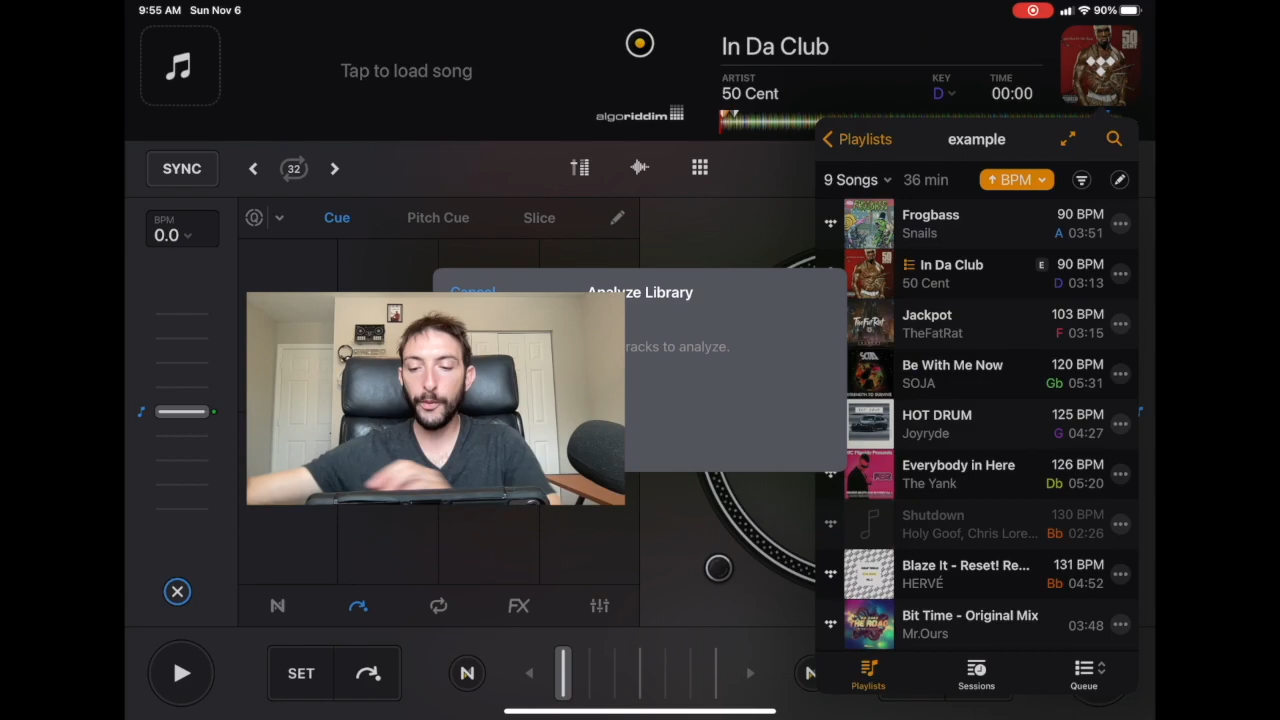 9:55 AM Sun Nov 6
90%
Tap to load song
algoriddim
In Da Club
ARTIST
50 Cent
KEY
D
TIME
00:00
50
CENT
SYNC
32
BPM
0.0
Cue
Pitch Cue
Slice
Cancel
Analyze Library
racks to analyze.
FX
SET
N
Playlists
example
9 Songs
36 min
BPM
Frogbass
90 BPM
Snails
A 03:51
In Da Club
E 90 BPM
50 Cent
D 03:13
Jackpot
103 BPM
TheFatRat
F 03:15
Be With Me Now
120 BPM
SOJA
Gb 05:31
HOT DRUM
125 BPM
Joyryde
G 04:27
Everybody in Here
126 BPM
The Yank
Db 05:20
Shutdown
130 BPM
Holy Goof, Chris Lore...
Bb 02:26
Blaze It - Reset! Re...
131 BPM
HERVÉ
Bb 04:52
Bit Time - Original Mix
Mr.Ours
03:48
Playlists
Sessions
Queue